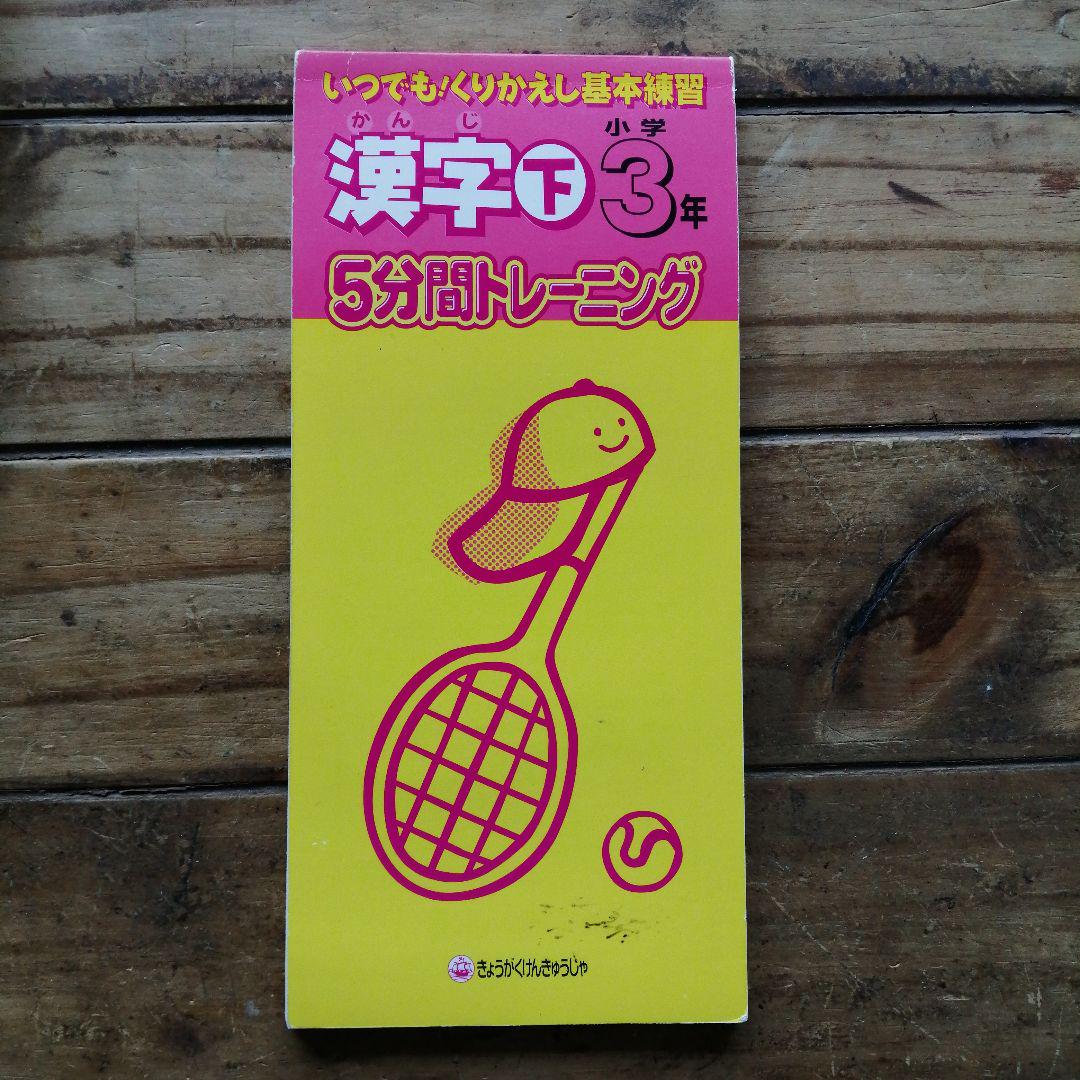 いつでも!くりかえし基本練習
かんじ
漢字下
小学
3年
5分間トレーニング
きょうがくけんきゅうじゃ